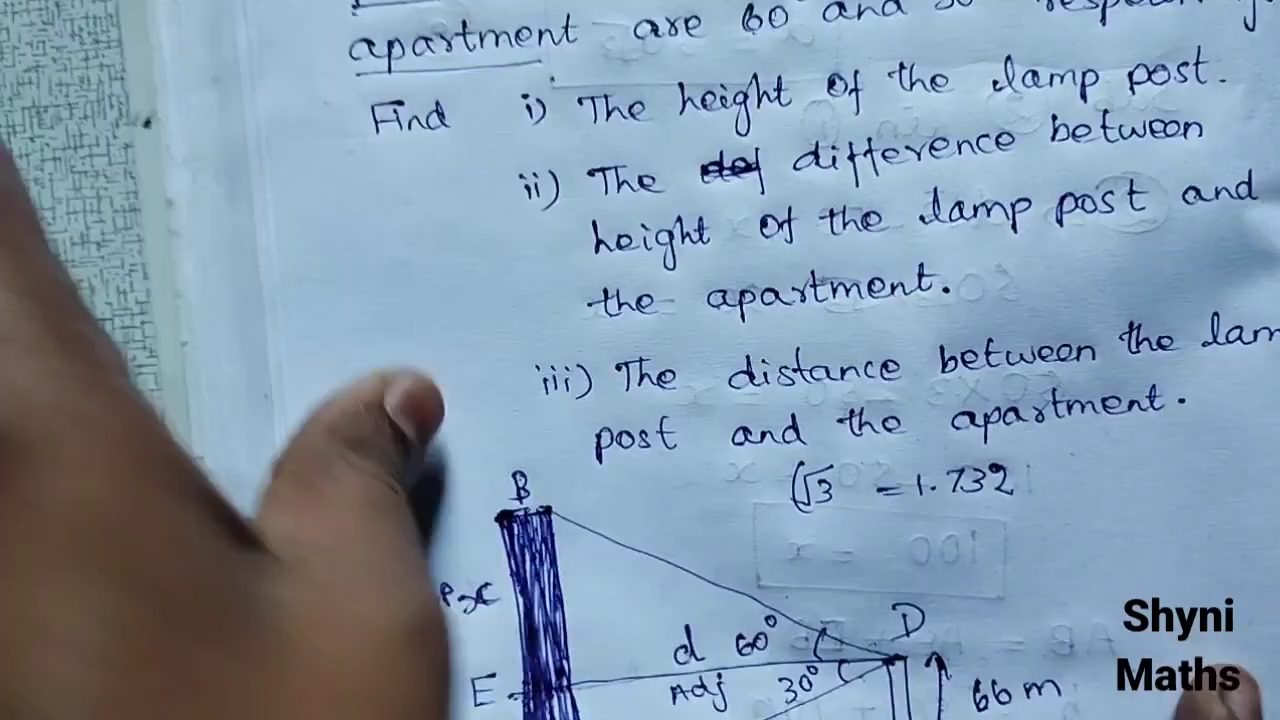 apartment are 60 and 30
Find i) The height of the lamp post.
ii) The difference between
height of the lamp post and
the apartment.
iii) The distance between the lam
post and the apartment.
(√3 = 1.732
B
x
D
d 60°
E Adj 30° 66 m
Shyni
Maths